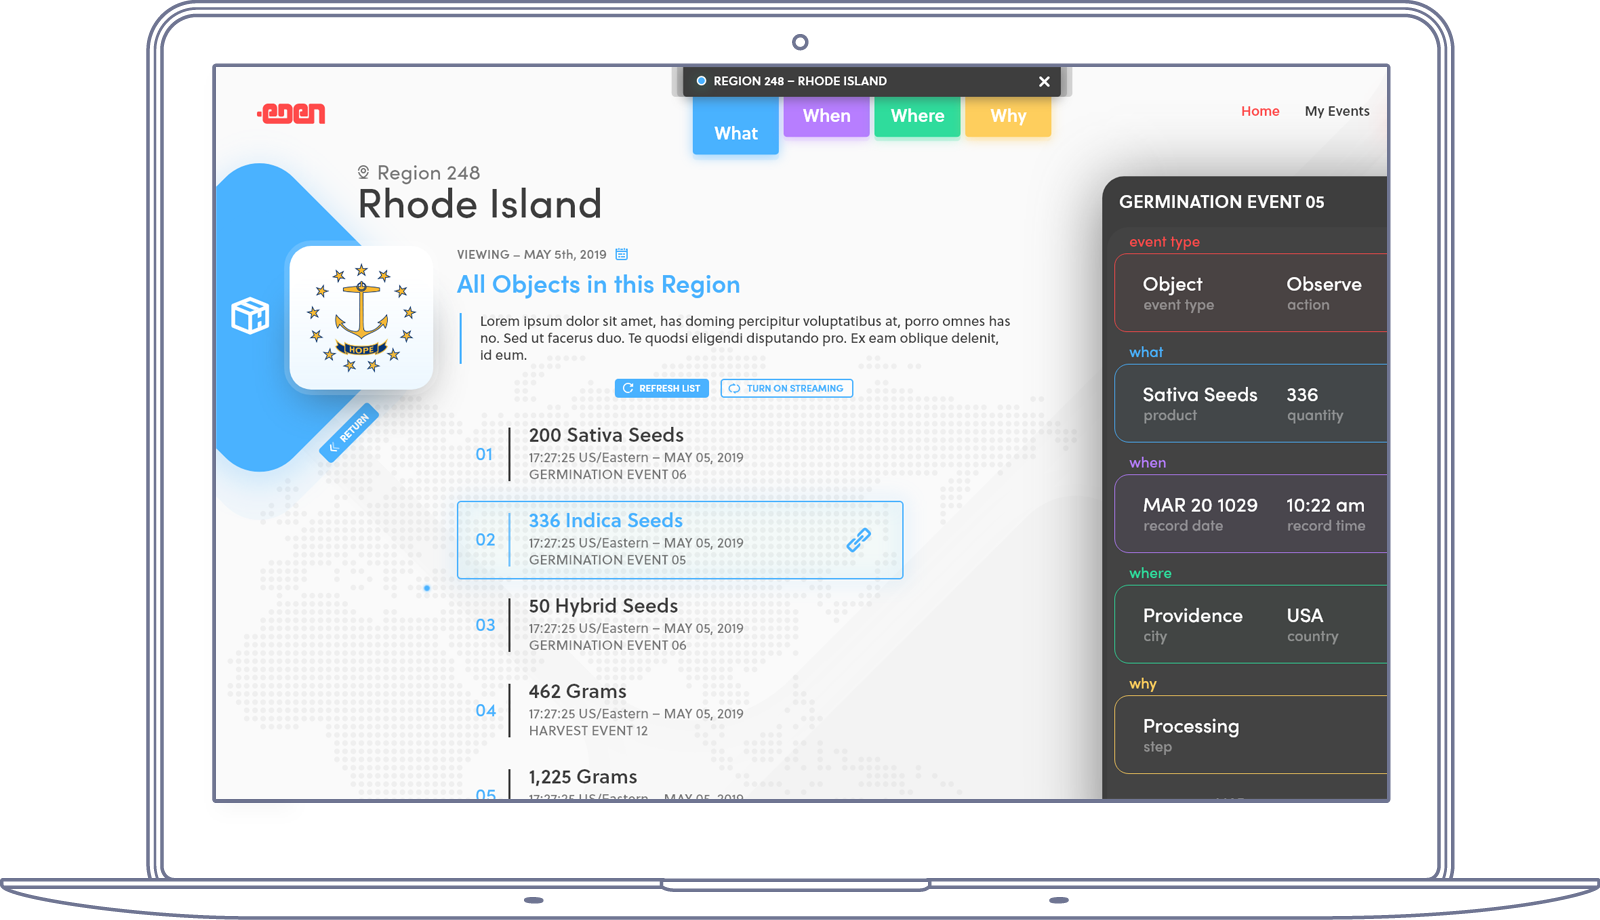 REGION 248 – RHODE ISLAND
eden
What
When
Where
Why
Home
My Events
Region 248
Rhode Island
HOPE
RETURN
VIEWING – MAY 5th, 2019
All Objects in this Region
Lorem Ipsum dolor sit amet, has doming percipitur voluptatibus at, porro omnes has
no. Sed ut facerus duo. Te quodsi eligendi disputando pro. Ex eam oblique delenit,
id eum.
REFRESH LIST
TURN ON STREAMING
01
200 Sativa Seeds
17:27:25 US/Eastern – MAY 05, 2019
GERMINATION EVENT 06
02
336 Indica Seeds
17:27:25 US/Eastern – MAY 05, 2019
GERMINATION EVENT 05
03
50 Hybrid Seeds
17:27:25 US/Eastern – MAY 05, 2019
GERMINATION EVENT 06
04
462 Grams
17:27:25 US/Eastern – MAY 05, 2019
HARVEST EVENT 12
05
1,225 Grams
17:27:25 US/Eastern – MAY 05, 2019
GERMINATION EVENT 05
event type
Object Observe
event type action
what
Sativa Seeds 336
product quantity
when
MAR 20 1029 10:22 am
record date record time
where
Providence USA
city country
why
Processing
step